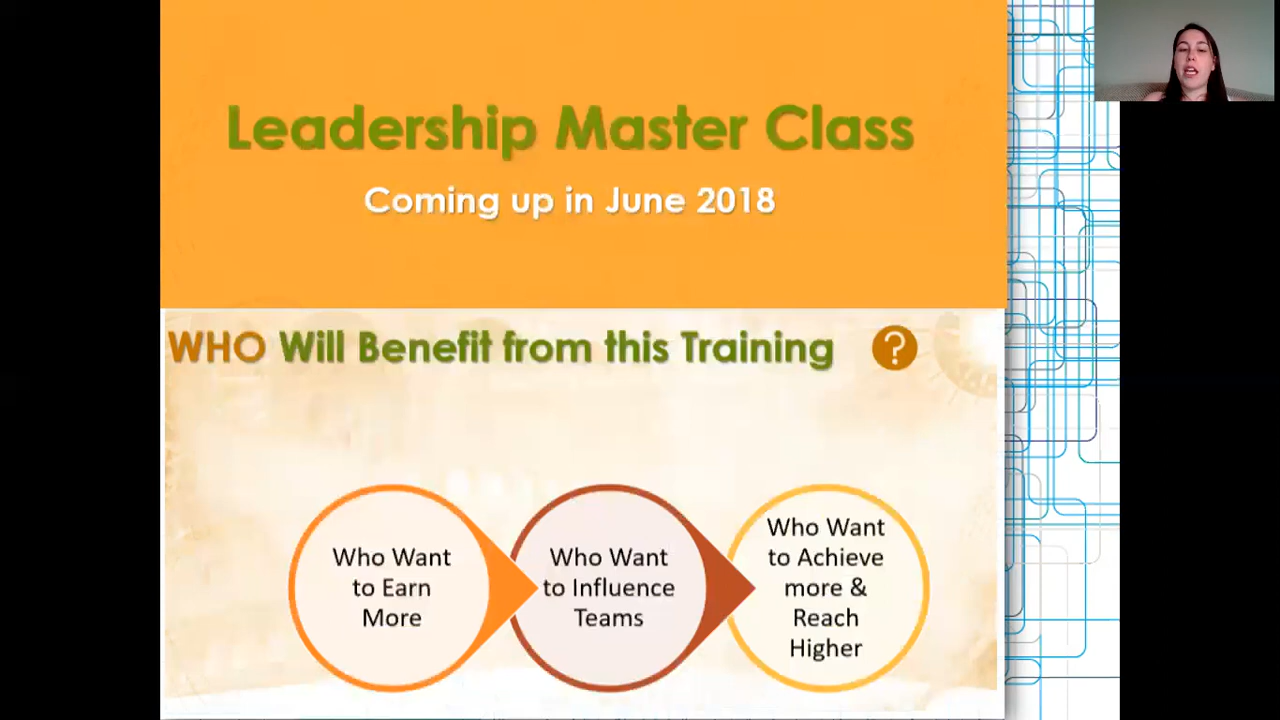 Leadership Master Class
Coming up in June 2018
WHO Will Benefit from this Training ?
Who Want
to Earn
More
Who Want
to Influence
Teams
Who Want
to Achieve
more &
Reach
Higher